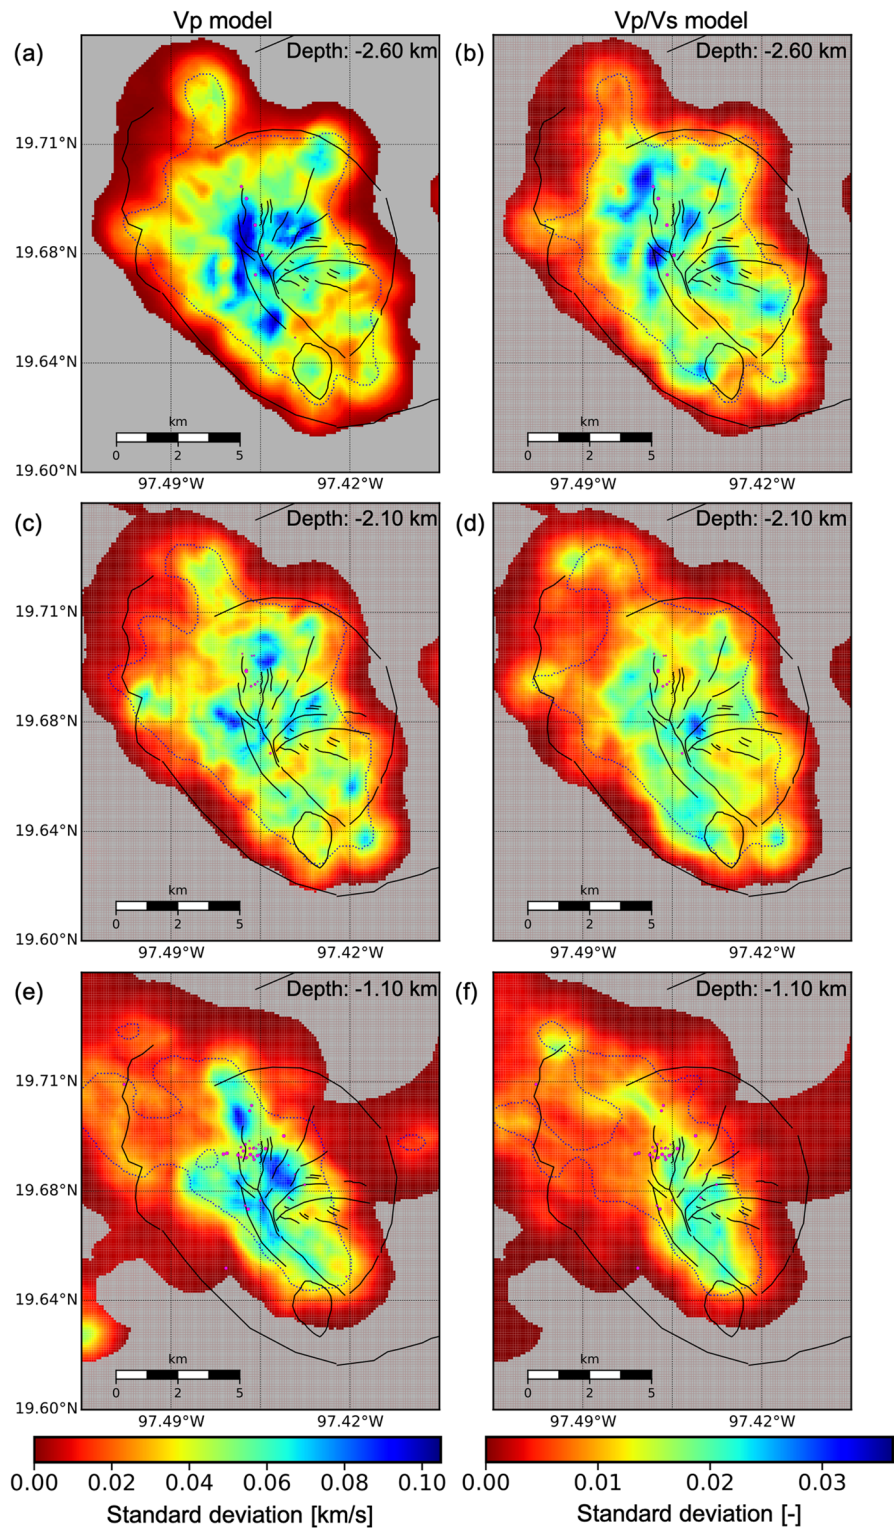 Vp model
Vp/Vs model
(a)
Depth: -2.60 km
(b)
Depth: -2.60 km
19.71°N
19.68°N
19.64°N
19.60°N
km
0 2 5
km
0 2 5
97.49°W 97.42°W
97.49°W 97.42°W
(c)
Depth: -2.10 km
(d)
Depth: -2.10 km
19.71°N
19.68°N
19.64°N
19.60°N
km
0 2 5
km
0 2 5
97.49°W 97.42°W
97.49°W 97.42°W
(e)
Depth: -1.10 km
(f)
Depth: -1.10 km
19.71°N
19.68°N
19.64°N
19.60°N
km
0 2 5
km
0 2 5
97.49°W 97.42°W
97.49°W 97.42°W
0.00 0.02 0.04 0.06 0.08 0.10
Standard deviation [km/s]
0.00 0.01 0.02 0.03
Standard deviation [-]